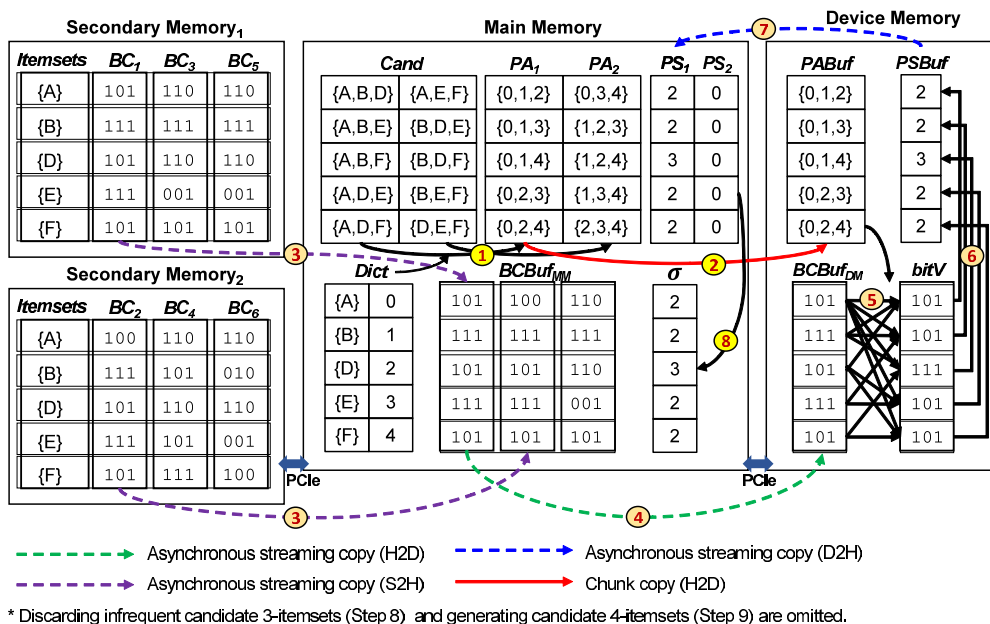 Secondary Memory1
Itemsets BC1 BC3 BC5
{A} 101 110 110
{B} 111 111 111
{D} 101 110 110
{E} 111 001 001
{F} 101 101 101
3
Secondary Memory2
Itemsets BC2 BC4 BC6
{A} 100 110 110
{B} 111 101 010
{D} 101 110 110
{E} 111 101 001
{F} 101 111 100
3
PCIe
Main Memory
Cand PA1 PA2 PS1 PS2
{A,B,D} {A,E,F} {0,1,2} {0,3,4} 2 0
{A,B,E} {B,D,E} {0,1,3} {1,2,3} 2 0
{A,B,F} {B,D,F} {0,1,4} {1,2,4} 3 0
{A,D,E} {B,E,F} {0,2,3} {1,3,4} 2 0
{A,D,F} {D,E,F} {0,2,4} {2,3,4} 2 0
1
2
Dict BCBufMM σ
{A} 0 101 100 110 2
{B} 1 111 111 111 2
{D} 2 101 101 110 3
{E} 3 111 111 001 2
{F} 4 101 101 101 2
8
4
PCIe
7
Device Memory
PABuf PSBuf
{0,1,2} 2
{0,1,3} 2
{0,1,4} 3
{0,2,3} 2
{0,2,4} 2
6
BCBufDM bitV
5
101 101
111 101
101 111
111 101
101 101
Asynchronous streaming copy (H2D)
Asynchronous streaming copy (D2H)
Asynchronous streaming copy (S2H)
Chunk copy (H2D)
* Discarding infrequent candidate 3-itemsets (Step 8) and generating candidate 4-itemsets (Step 9) are omitted.